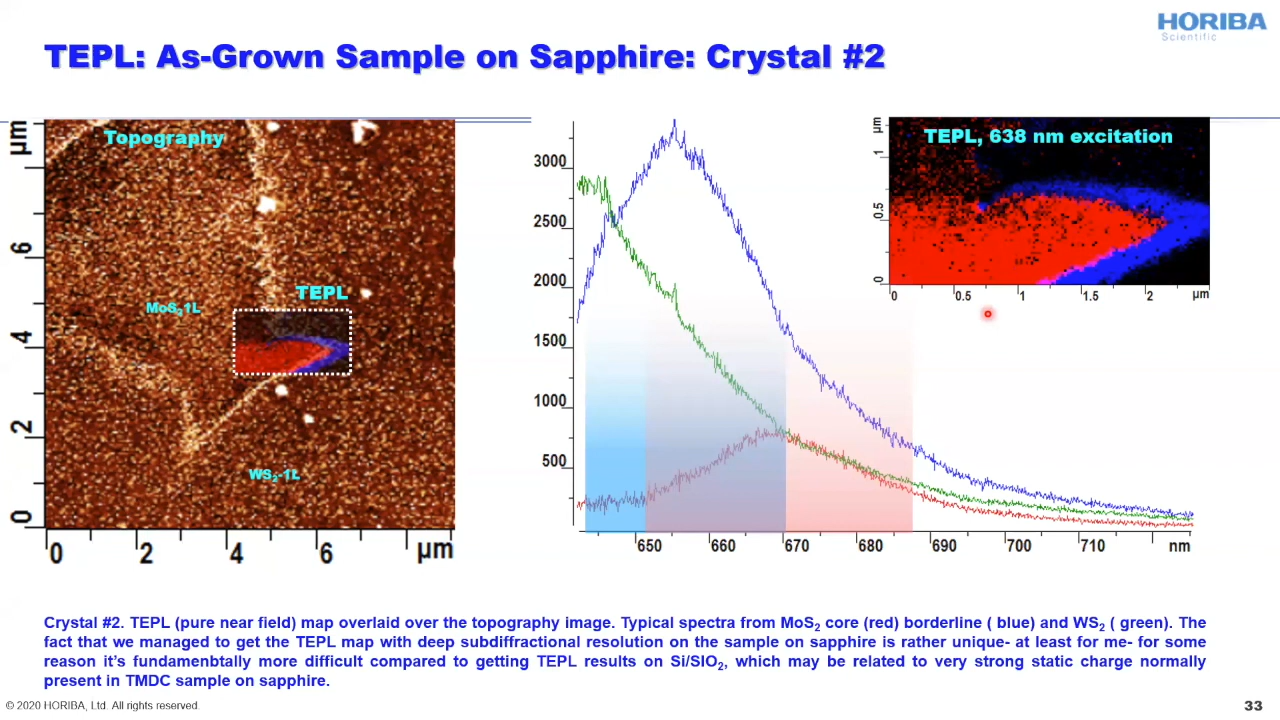 HORIBA
Scientific
TEPL: As-Grown Sample on Sapphire: Crystal #2
Topography
µm
6
4
2
0
0
2
4
6
µm
MoS₂1L
TEPL
WS₂-1L
3000
2500
2000
1500
1000
500
650
660
670
680
690
700
710
nm
TEPL, 638 nm excitation
µm
1
0.5
0
0
0.5
1
1.5
2
µm
Crystal #2. TEPL (pure near field) map overlaid over the topography image. Typical spectra from MoS₂ core (red) borderline ( blue) and WS₂ ( green). The
fact that we managed to get the TEPL map with deep subdiffractional resolution on the sample on sapphire is rather unique- at least for me- for some
reason it's fundamenbtally more difficult compared to getting TEPL results on Si/SIO₂, which may be related to very strong static charge normally
present in TMDC sample on sapphire.
© 2020 HORIBA, Ltd. All rights reserved.
33